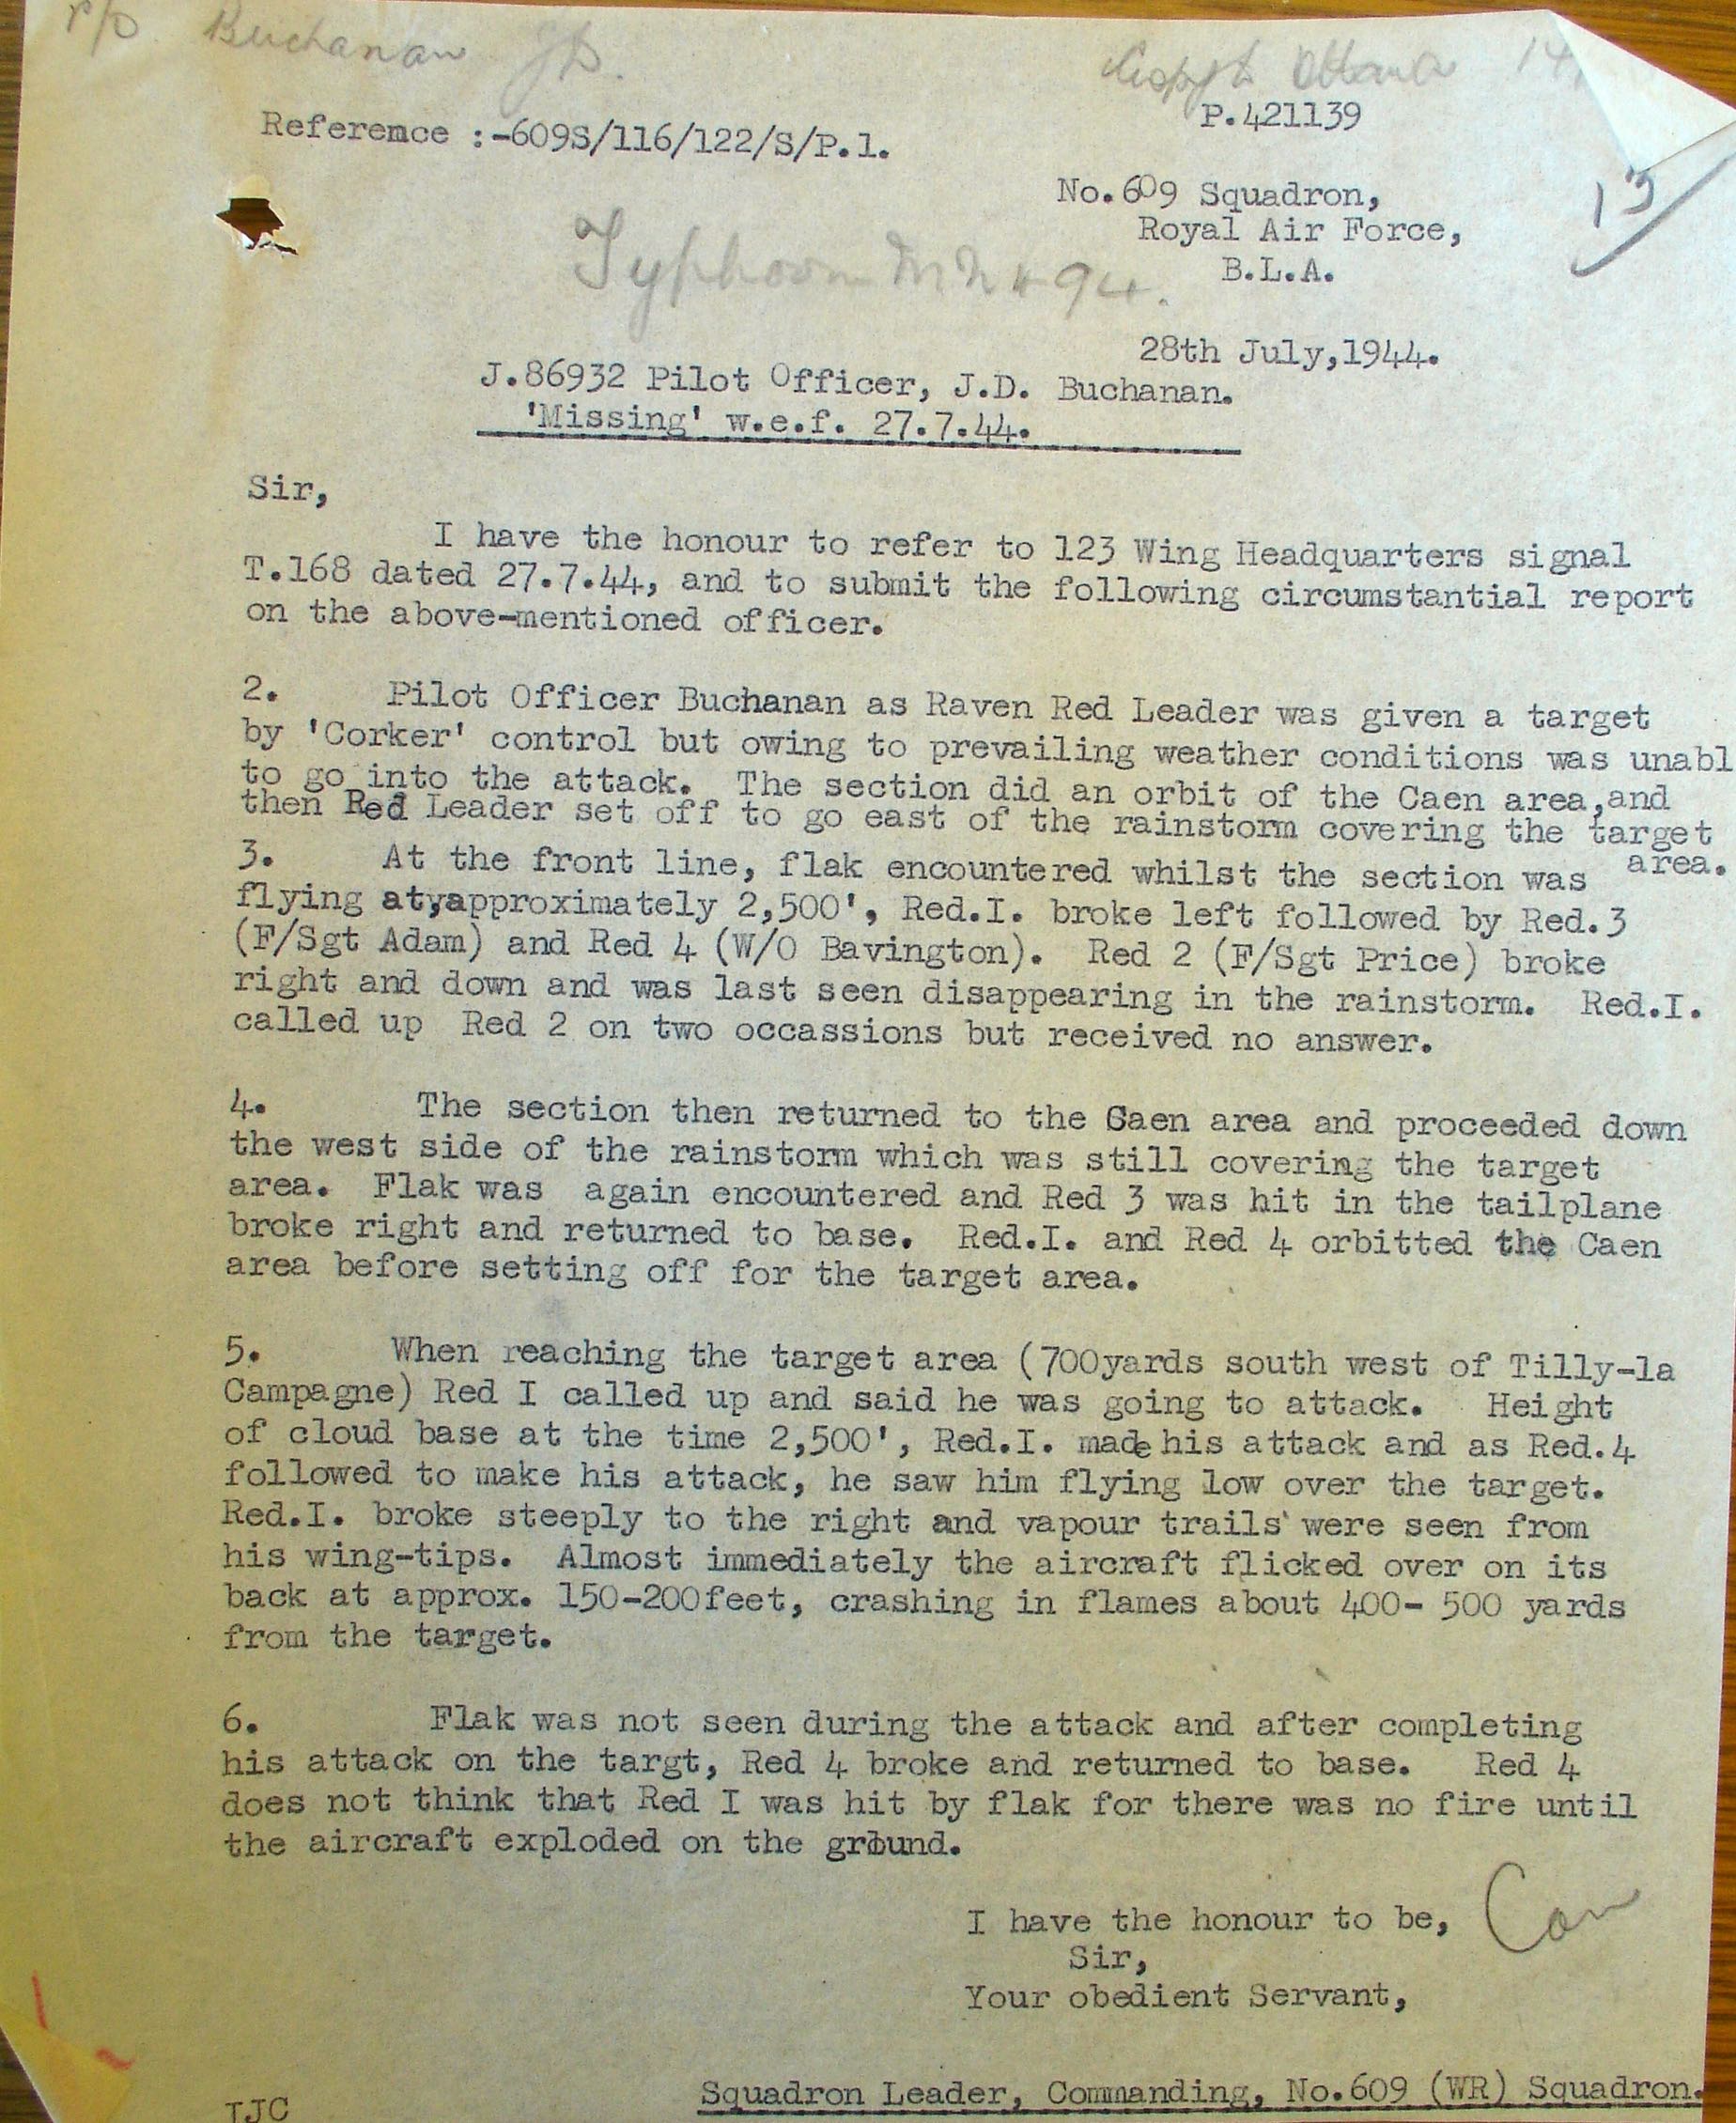 P/O Buchanan JD.
Copy to Ottawa 14
P.421139
Reference :-609S/116/122/S/P.1.
13
No.609 Squadron,
Royal Air Force,
B.L.A.
Typhoon MN494.
28th July,1944.
J.86932 Pilot Officer, J.D. Buchanan.
'Missing' w.e.f. 27.7.44.
Sir,
I have the honour to refer to 123 Wing Headquarters signal
T.168 dated 27.7.44, and to submit the following circumstantial report
on the above-mentioned officer.
2. Pilot Officer Buchanan as Raven Red Leader was given a target
by 'Corker' control but owing to prevailing weather conditions was unabl
to go into the attack. The section did an orbit of the Caen area,and
then Red Leader set off to go east of the rainstorm covering the target
area.
3. At the front line, flak encountered whilst the section was
flying at,approximately 2,500', Red.I. broke left followed by Red.3
(F/Sgt Adam) and Red 4 (W/O Bavington). Red 2 (F/Sgt Price) broke
right and down and was last seen disappearing in the rainstorm. Red.I.
called up Red 2 on two occassions but received no answer.
4. The section then returned to the Caen area and proceeded down
the west side of the rainstorm which was still covering the target
area. Flak was again encountered and Red 3 was hit in the tailplane
broke right and returned to base. Red.I. and Red 4 orbitted the Caen
area before setting off for the target area.
5. When reaching the target area (700yards south west of Tilly-la
Campagne) Red I called up and said he was going to attack. Height
of cloud base at the time 2,500', Red.I. made his attack and as Red.4
followed to make his attack, he saw him flying low over the target.
Red.I. broke steeply to the right and vapour trails were seen from
his wing-tips. Almost immediately the aircraft flicked over on its
back at approx. 150-200feet, crashing in flames about 400- 500 yards
from the target.
6. Flak was not seen during the attack and after completing
his attack on the targt, Red 4 broke and returned to base. Red 4
does not think that Red I was hit by flak for there was no fire until
the aircraft exploded on the ground.
I have the honour to be,
Sir,
Your obedient Servant,
Squadron Leader, Commanding, No.609 (WR) Squadron.
TJC